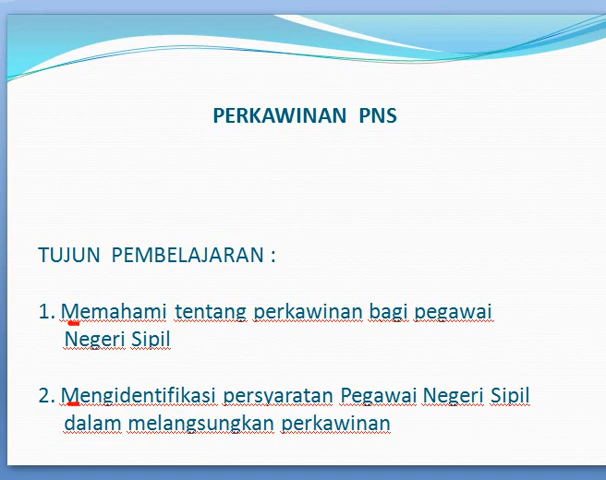 PERKAWINAN PNS
TUJUN PEMBELAJARAN :
1. Memahami tentang perkawinan bagi pegawai
Negeri Sipil
2. Mengidentifikasi persyaratan Pegawai Negeri Sipil
dalam melangsungkan perkawinan